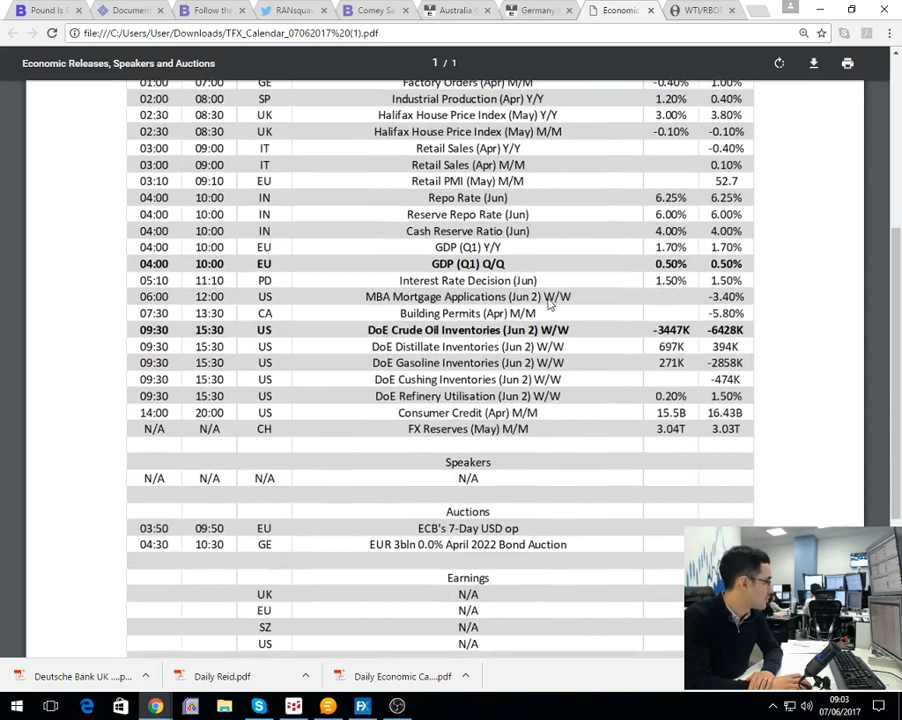 Pound Is S
Document
Follow the
RANsqua
Comey Sa
Australia
Germany
Economic
WTI/RBO
file:///C:/Users/User/Downloads/TFX_Calendar_07062017%20(1).pdf
Economic Releases, Speakers and Auctions
1 / 1
01:00 07:00 GE Factory Orders (Apr) M/M -0.40% 1.00%
02:00 08:00 SP Industrial Production (Apr) Y/Y 1.20% 0.40%
02:30 08:30 UK Halifax House Price Index (May) Y/Y 3.00% 3.80%
02:30 08:30 UK Halifax House Price Index (May) M/M -0.10% -0.10%
03:00 09:00 IT Retail Sales (Apr) Y/Y -0.40%
03:00 09:00 IT Retail Sales (Apr) M/M 0.10%
03:10 09:10 EU Retail PMI (May) M/M 52.7
04:00 10:00 IN Repo Rate (Jun) 6.25% 6.25%
04:00 10:00 IN Reserve Repo Rate (Jun) 6.00% 6.00%
04:00 10:00 IN Cash Reserve Ratio (Jun) 4.00% 4.00%
04:00 10:00 EU GDP (Q1) Y/Y 1.70% 1.70%
04:00 10:00 EU GDP (Q1) Q/Q 0.50% 0.50%
05:10 11:10 PD Interest Rate Decision (Jun) 1.50% 1.50%
06:00 12:00 US MBA Mortgage Applications (Jun 2) W/W -3.40%
07:30 13:30 CA Building Permits (Apr) M/M -5.80%
09:30 15:30 US DoE Crude Oil Inventories (Jun 2) W/W -3447K -6428K
09:30 15:30 US DoE Distillate Inventories (Jun 2) W/W 697K 394K
09:30 15:30 US DoE Gasoline Inventories (Jun 2) W/W 271K -2858K
09:30 15:30 US DoE Cushing Inventories (Jun 2) W/W -474K
09:30 15:30 US DoE Refinery Utilisation (Jun 2) W/W 0.20% 1.50%
14:00 20:00 US Consumer Credit (Apr) M/M 15.5B 16.43B
N/A N/A CH FX Reserves (May) M/M 3.04T 3.03T
Speakers
N/A N/A N/A N/A
Auctions
03:50 09:50 EU ECB's 7-Day USD op
04:30 10:30 GE EUR 3bln 0.0% April 2022 Bond Auction
Earnings
UK N/A
EU N/A
SZ N/A
US N/A
Deutsche Bank UK ....p...
Daily Reid.pdf
Daily Economic Ca....pdf
09:03
07/06/2017